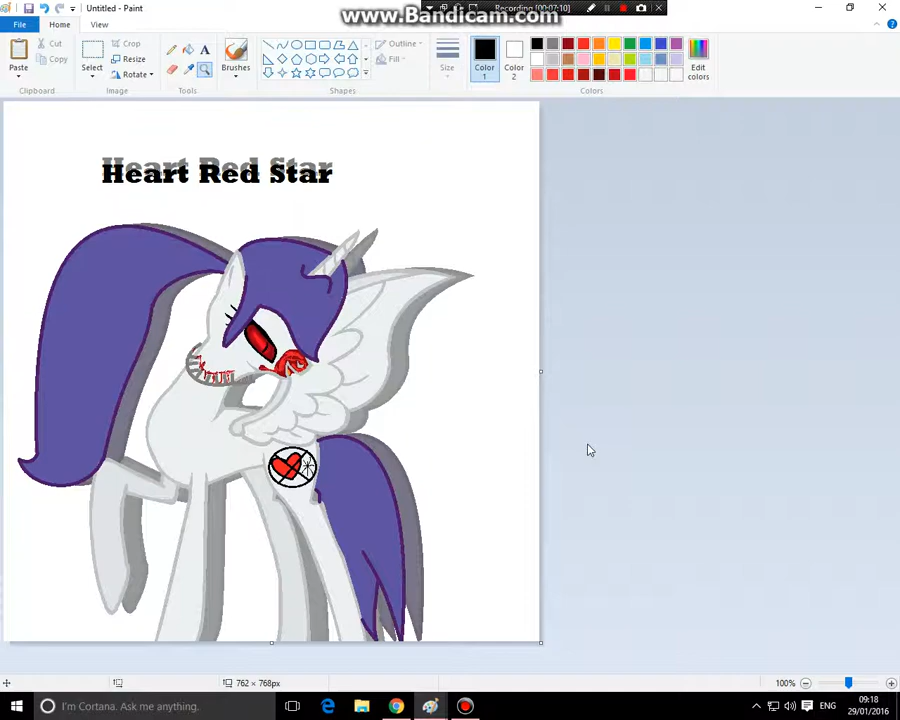 www.Bandicam.com
Recording [00:07:10]
Untitled - Paint
File Home View
Paste Cut Copy Select Crop Resize Rotate Brushes Outline Fill Size Color 1 Color 2 Edit colors
Clipboard Image Tools Shapes Colors
Heart Red Star
762 × 768px 100%
I'm Cortana. Ask me anything. ENG 09:18
29/01/2016